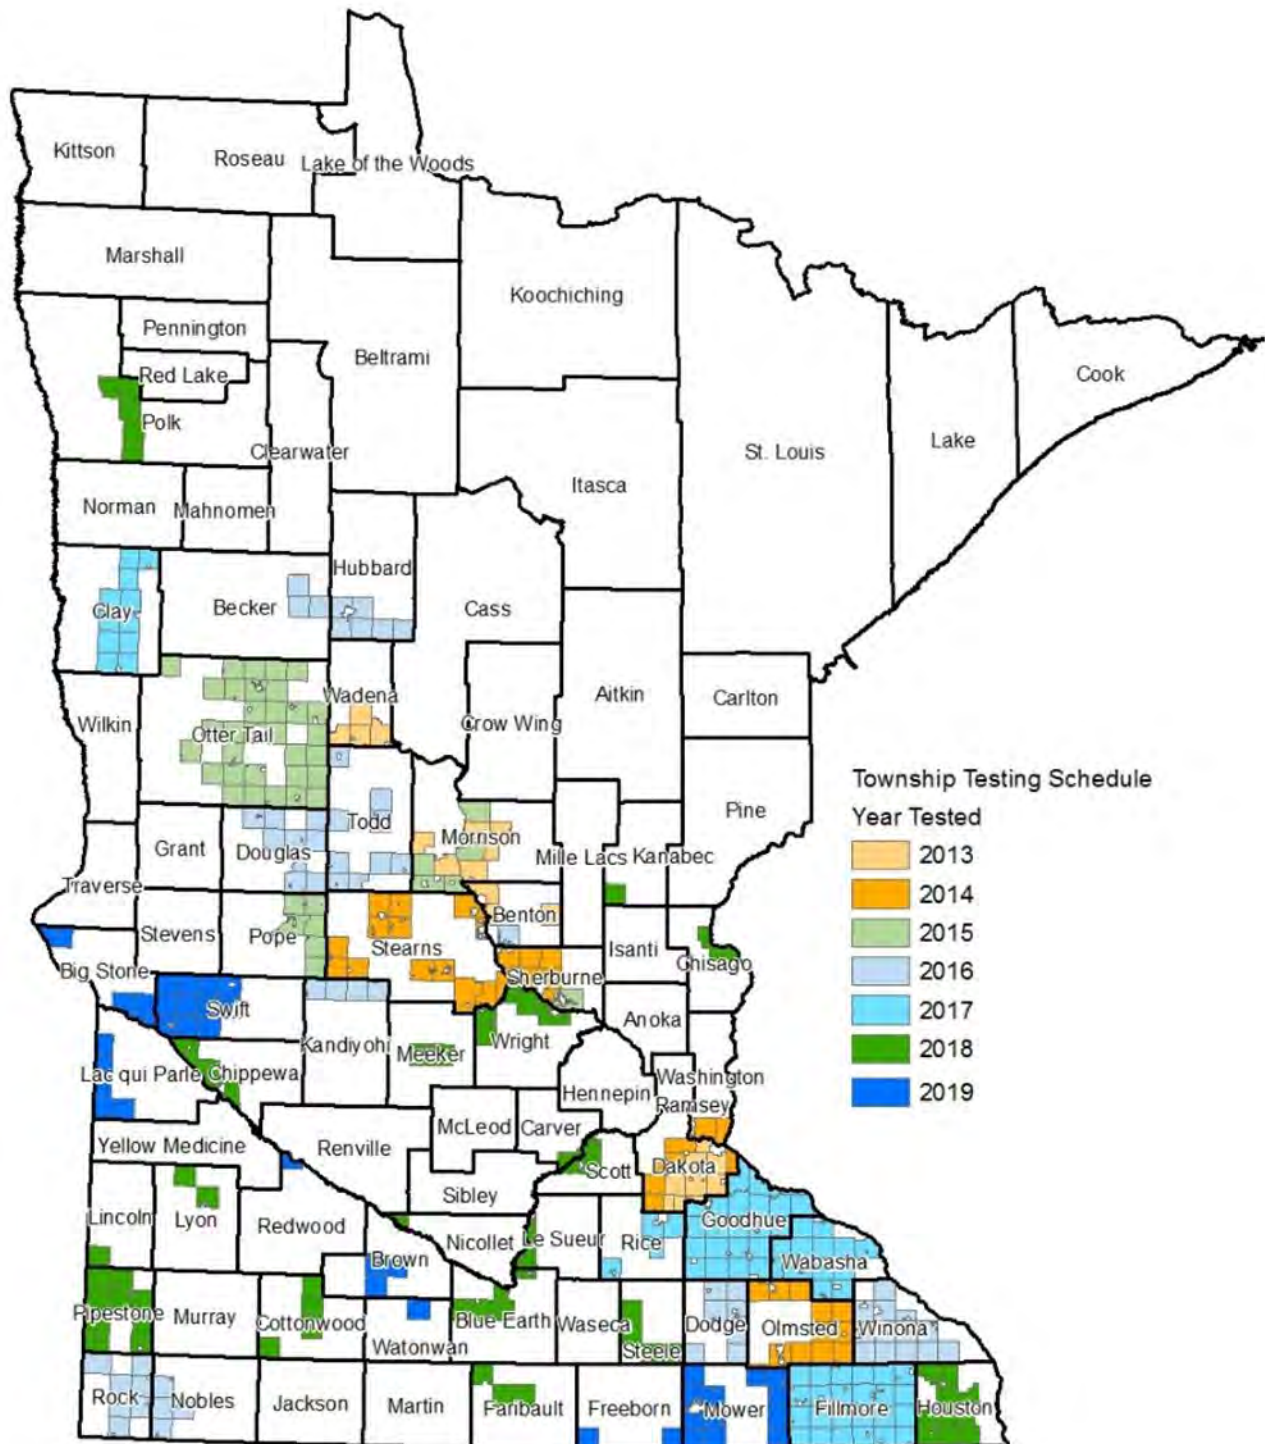 Kittson
Roseau
Lake of the Woods
Marshall
Koochiching
Pennington
Beltrami
Red Lake
Cook
Polk
Lake
Clearwater
St. Louis
Itasca
Norman
Mahnomen
Hubbard
Clay
Becker
Cass
Wadena
Aitkin
Carlton
Wilkin
Otter Tail
Crow Wing
Township Testing Schedule
Year Tested
2013
2014
2015
2016
2017
2018
2019
Pine
Todd
Morrison
Grant
Douglas
Mille Lacs
Kanabec
Traverse
Benton
Stevens
Pope
Stearns
Isanti
Big Stone
Chisago
Sherburne
Swift
Anoka
Kandiyohi
Meeker
Wright
Lac qui Parle
Chippewa
Washington
Hennepin
Ramsey
McLeod
Carver
Yellow Medicine
Renville
Scott
Dakota
Sibley
Lincoln
Lyon
Redwood
Goodhue
Nicollet
Le Sueur
Rice
Brown
Wabasha
Pipestone
Murray
Cottonwood
Blue Earth
Waseca
Dodge
Olmsted
Winona
Watonwan
Steele
Rock
Nobles
Jackson
Martin
Faribault
Freeborn
Mower
Fillmore
Houston